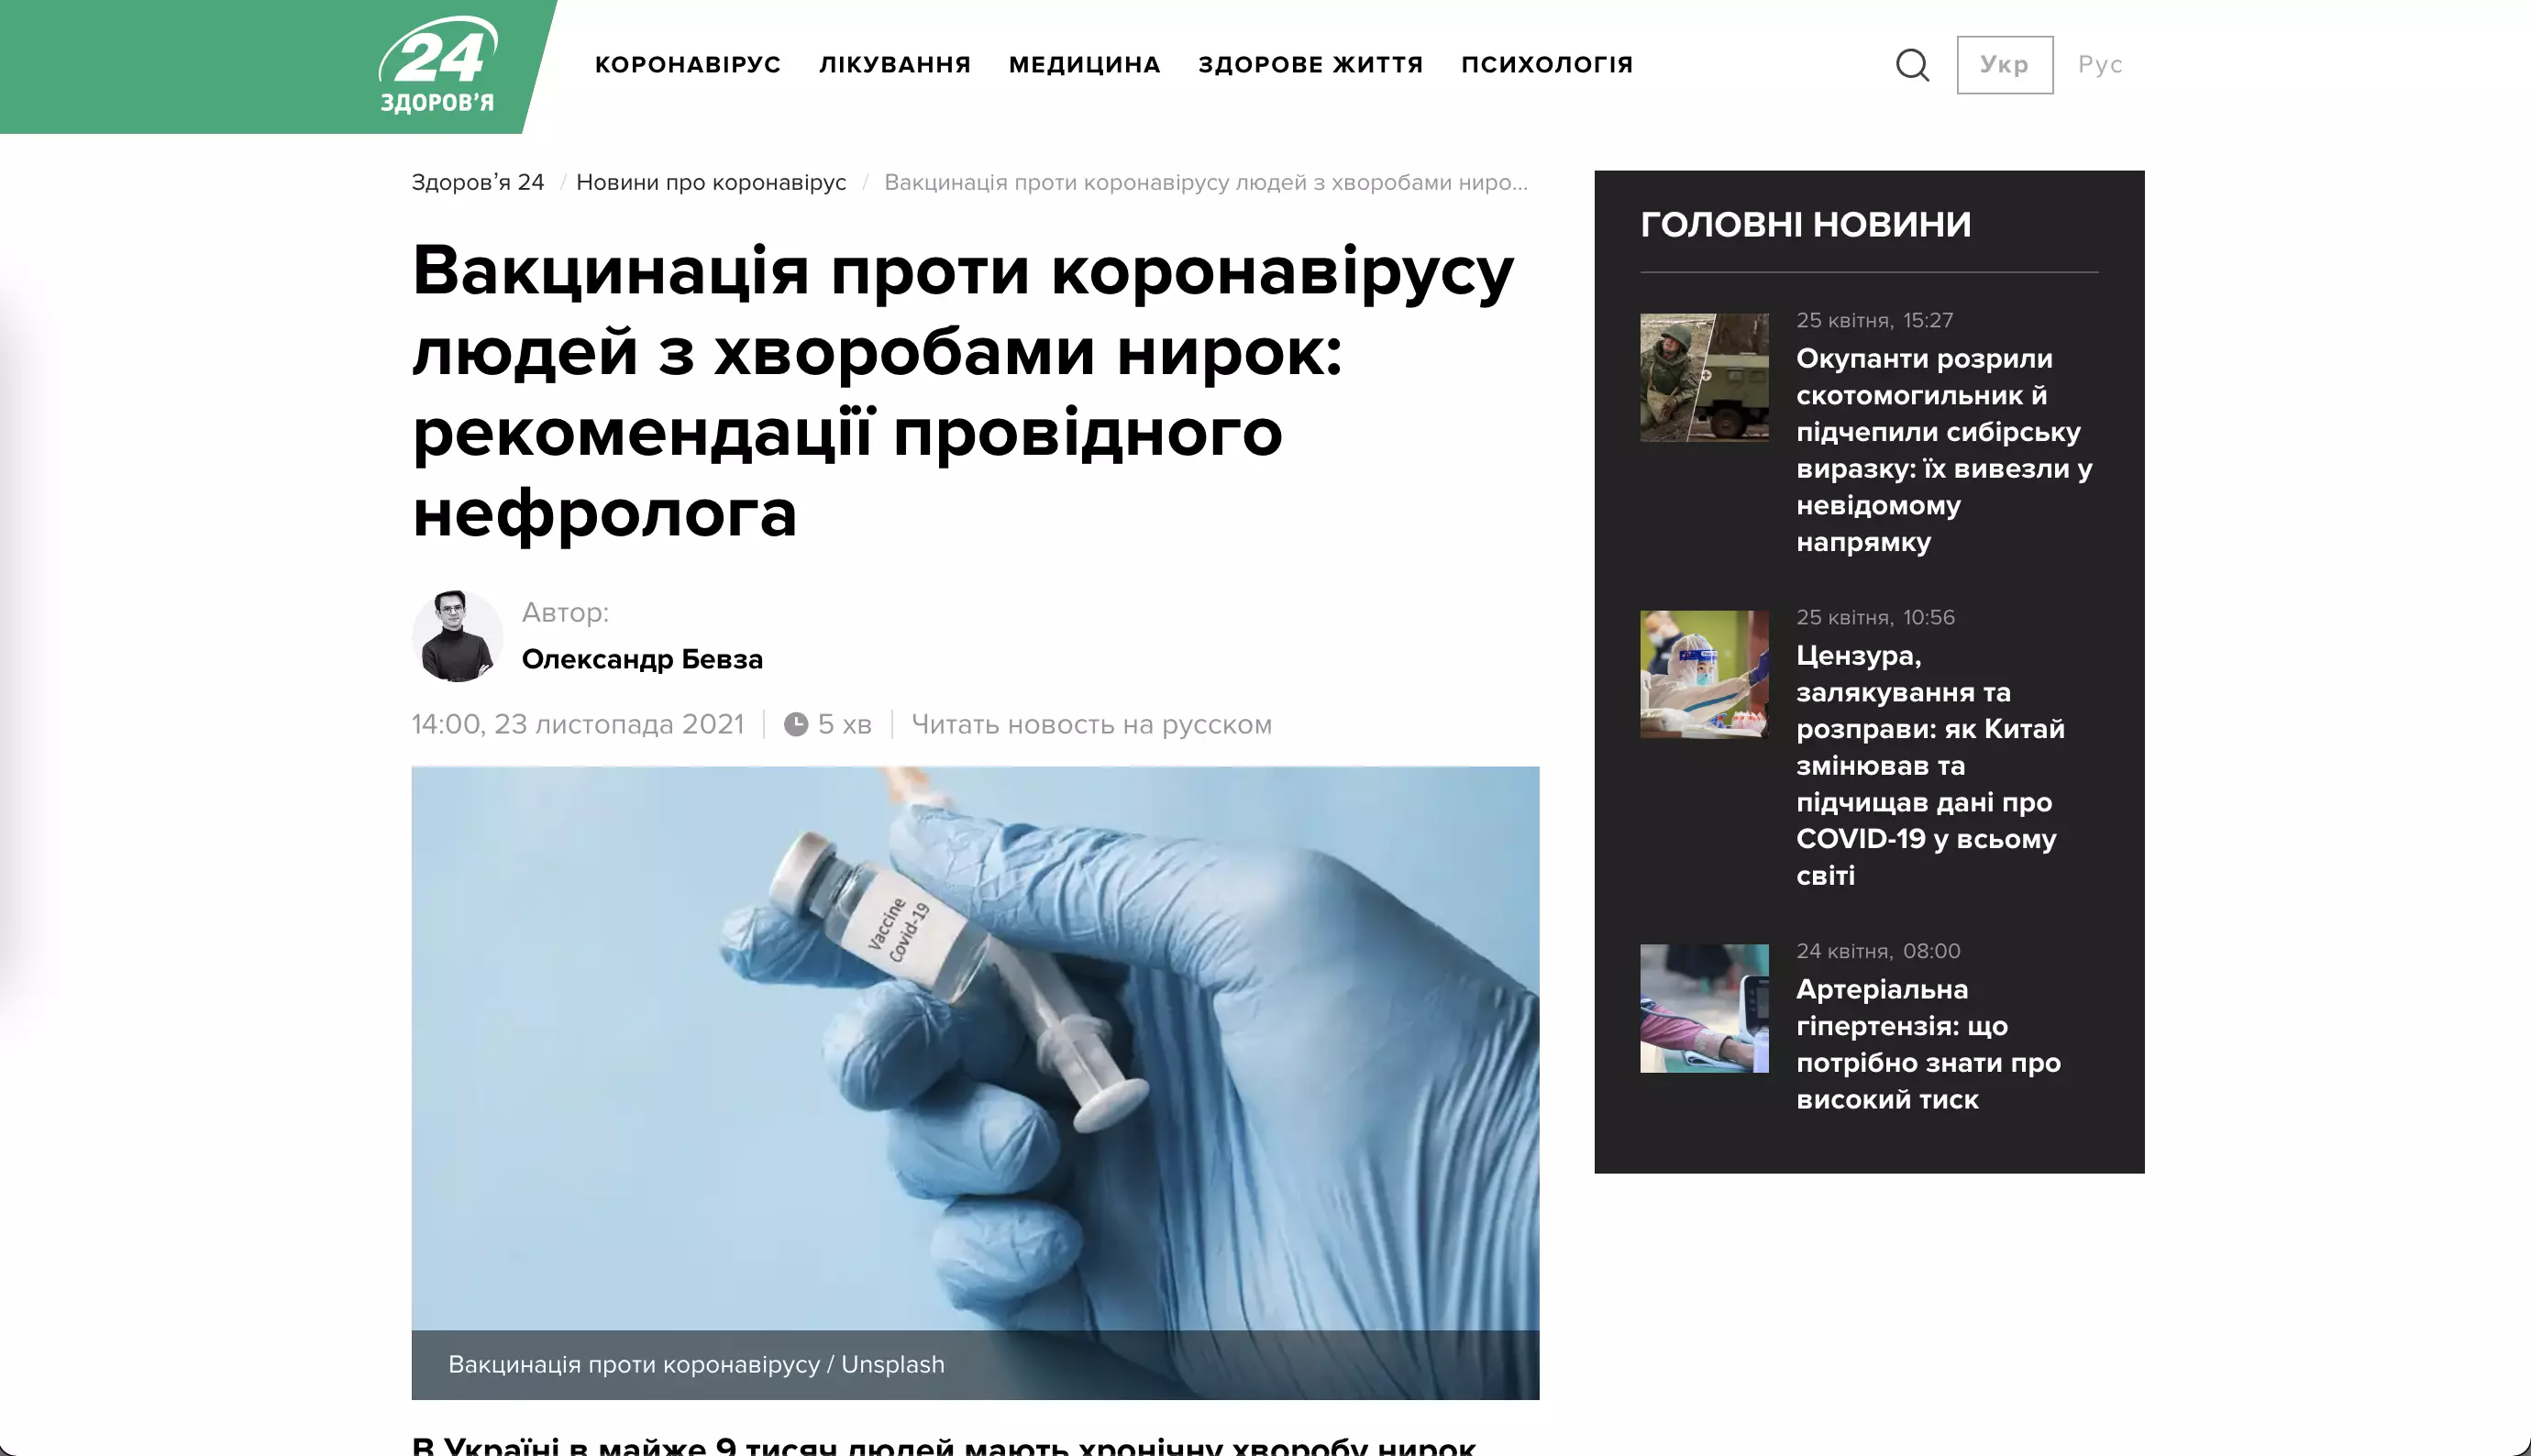 24
ЗДОРОВ'Я
КОРОНАВІРУС ЛІКУВАННЯ МЕДИЦИНА ЗДОРОВЕ ЖИТТЯ ПСИХОЛОГІЯ
Укр Рус
Здоров'я 24 / Новини про коронавірус / Вакцинація проти коронавірусу людей з хворобами ниро...
Вакцинація проти коронавірусу
людей з хворобами нирок:
рекомендації провідного
нефролога
Автор:
Олександр Бевза
14:00, 23 листопада 2021 | 5 хв | Читать новость на русском
Vaccine
Covid-19
Вакцинація проти коронавірусу / Unsplash
В Україні в майже 9 тисяч людей мають хронічну хворобу нирок
ГОЛОВНІ НОВИНИ
25 квітня, 15:27
Окупанти розрили
скотомогильник й
підчепили сибірську
виразку: їх вивезли у
невідомому
напрямку
25 квітня, 10:56
Цензура,
залякування та
розправи: як Китай
змінював та
підчищав дані про
COVID-19 у всьому
світі
24 квітня, 08:00
Артеріальна
гіпертензія: що
потрібно знати про
високий тиск